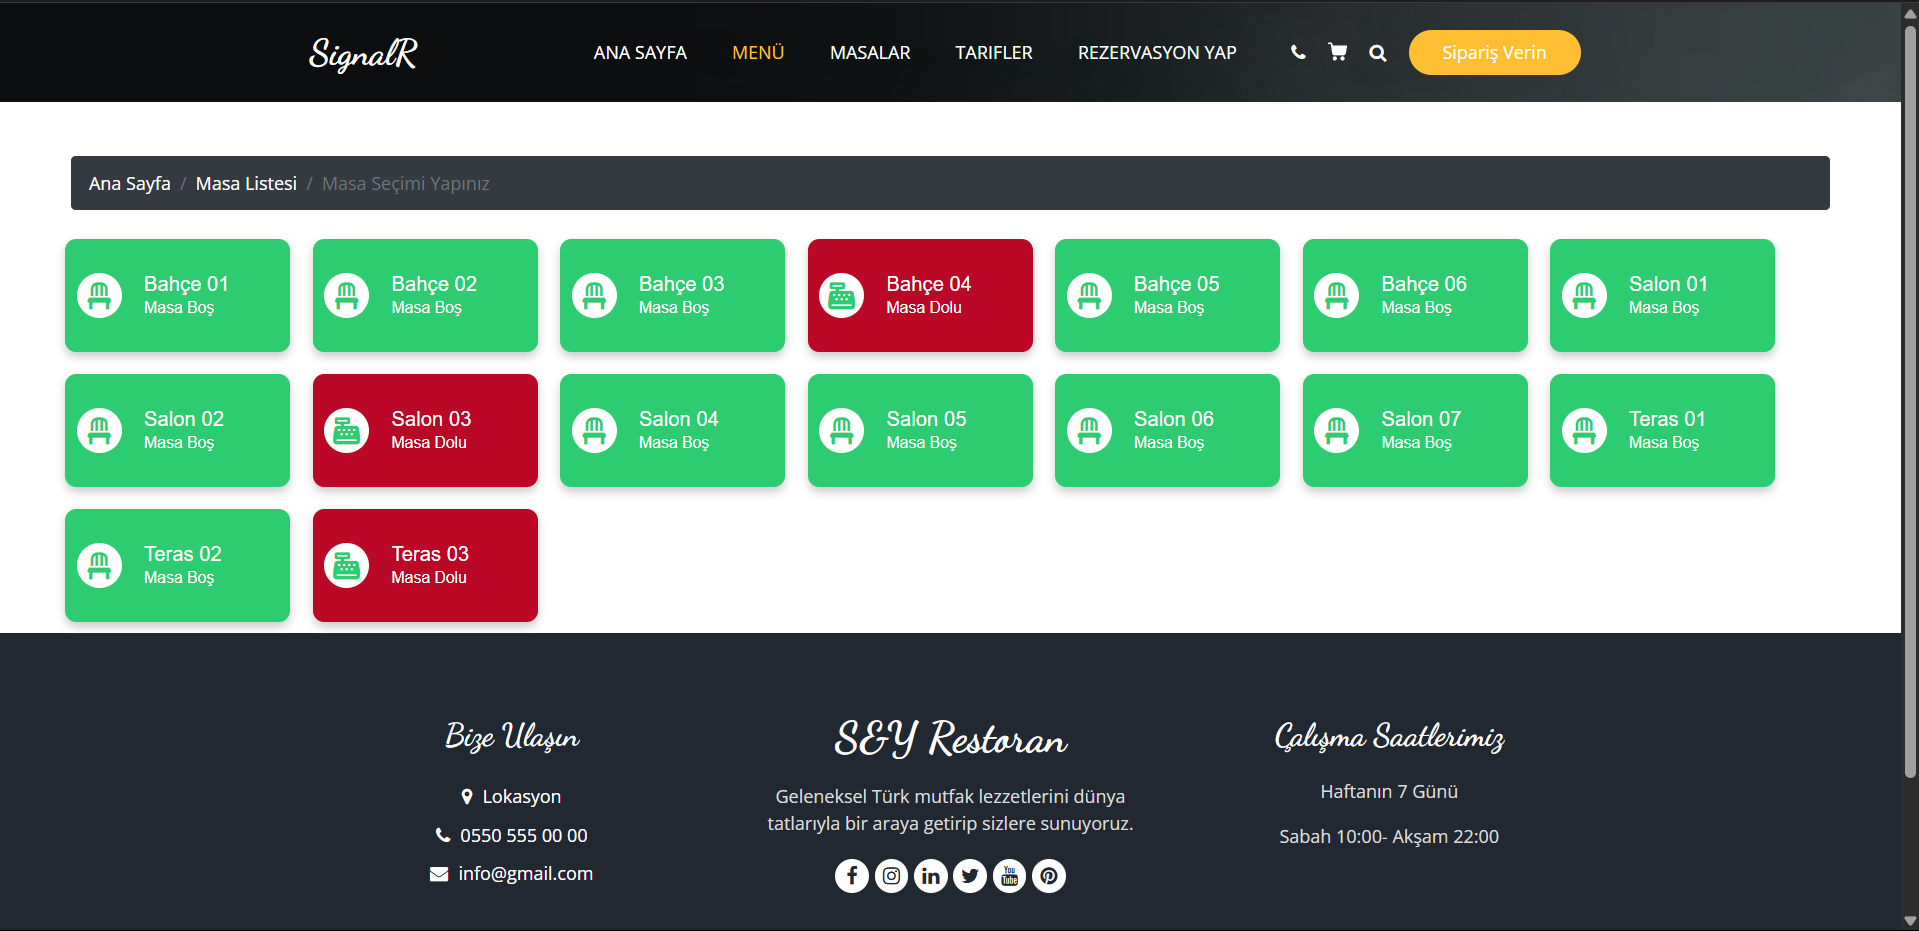 SignalR
ANA SAYFA MENÜ MASALAR TARIFLER REZERVASYON YAP Sipariş Verin
Ana Sayfa / Masa Listesi / Masa Seçimi Yapınız
Bahçe 01
Masa Boş
Bahçe 02
Masa Boş
Bahçe 03
Masa Boş
Bahçe 04
Masa Dolu
Bahçe 05
Masa Boş
Bahçe 06
Masa Boş
Salon 01
Masa Boş
Salon 02
Masa Boş
Salon 03
Masa Dolu
Salon 04
Masa Boş
Salon 05
Masa Boş
Salon 06
Masa Boş
Salon 07
Masa Boş
Teras 01
Masa Boş
Teras 02
Masa Boş
Teras 03
Masa Dolu
Bize Ulaşın
Lokasyon
0550 555 00 00
info@gmail.com
S&Y Restoran
Geleneksel Türk mutfak lezzetlerini dünya
tatlarıyla bir araya getirip sizlere sunuyoruz.
You
Tube
Çalışma Saatlerimiz
Haftanın 7 Günü
Sabah 10:00- Akşam 22:00